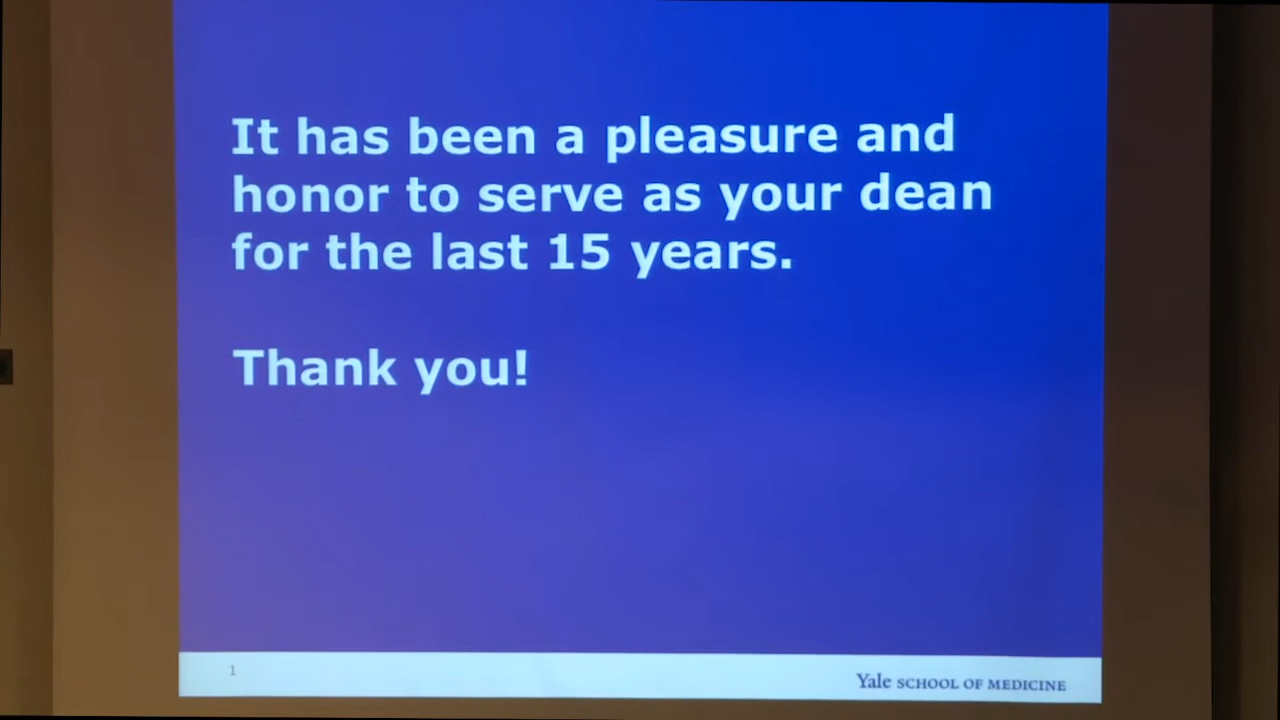 It has been a pleasure and
honor to serve as your dean
for the last 15 years.
Thank you!
1
Yale SCHOOL OF MEDICINE